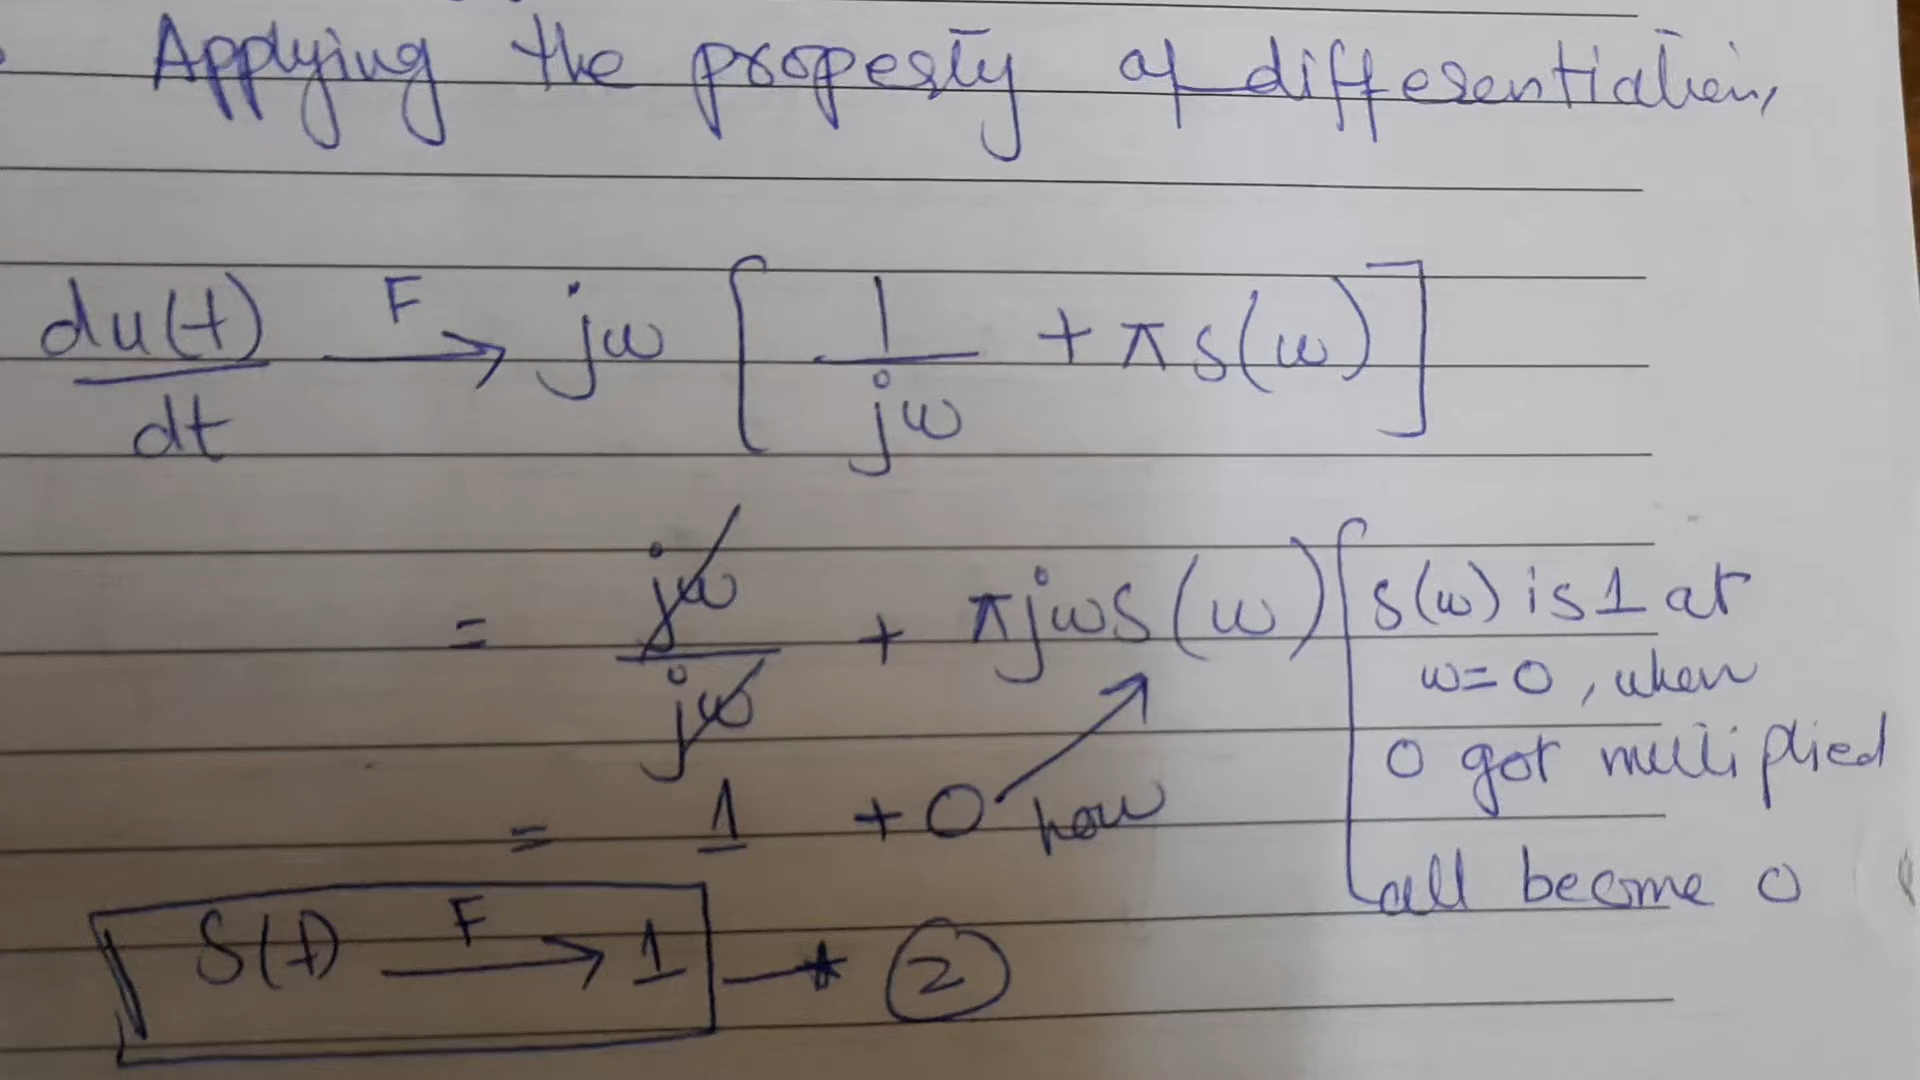 Applying the property of differentiation,
du(t)/dt F→ jω [ 1/jω + πδ(ω) ]
= jω/jω + πjωδ(ω) [ δ(ω) is 1 at
ω=0, when
0 got multiplied
all become 0
= 1 + 0 how
δ(t) F→ 1 → 2